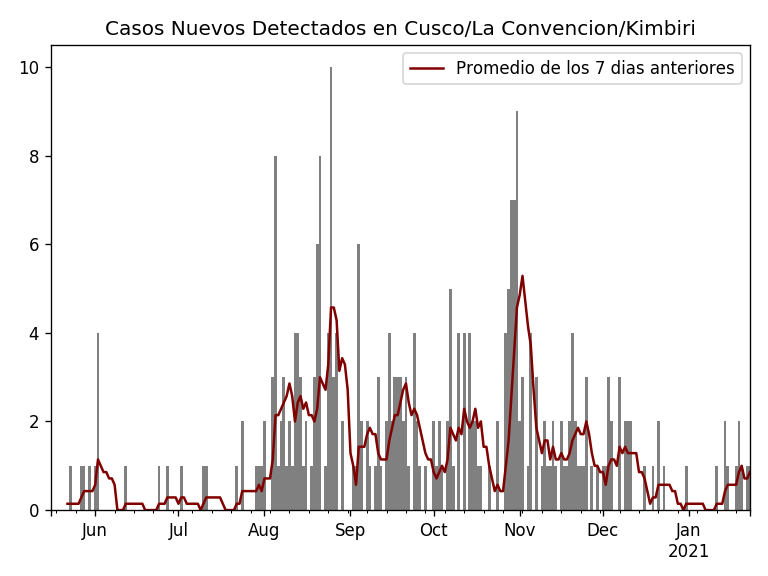 Casos Nuevos Detectados en Cusco/La Convencion/Kimbiri
Promedio de los 7 dias anteriores
10
8
6
4
2
0
Jun Jul Aug Sep Oct Nov Dec Jan
2021